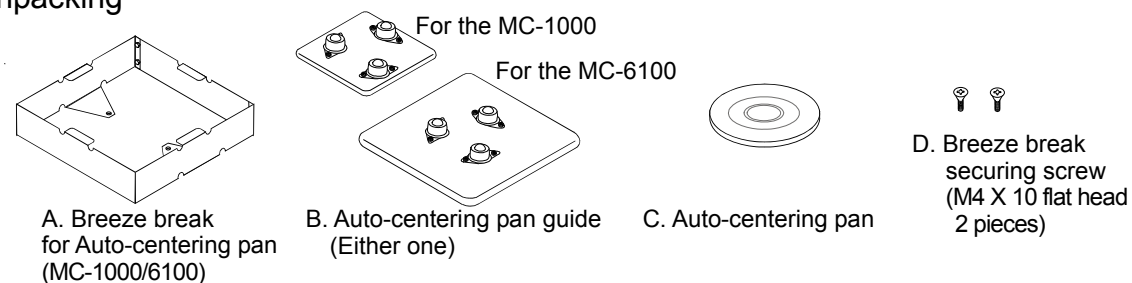 For the MC-1000
For the MC-6100
A. Breeze break
for Auto-centering pan
(MC-1000/6100)
B. Auto-centering pan guide
(Either one)
C. Auto-centering pan
D. Breeze break
securing screw
(M4 X 10 flat head
2 pieces)